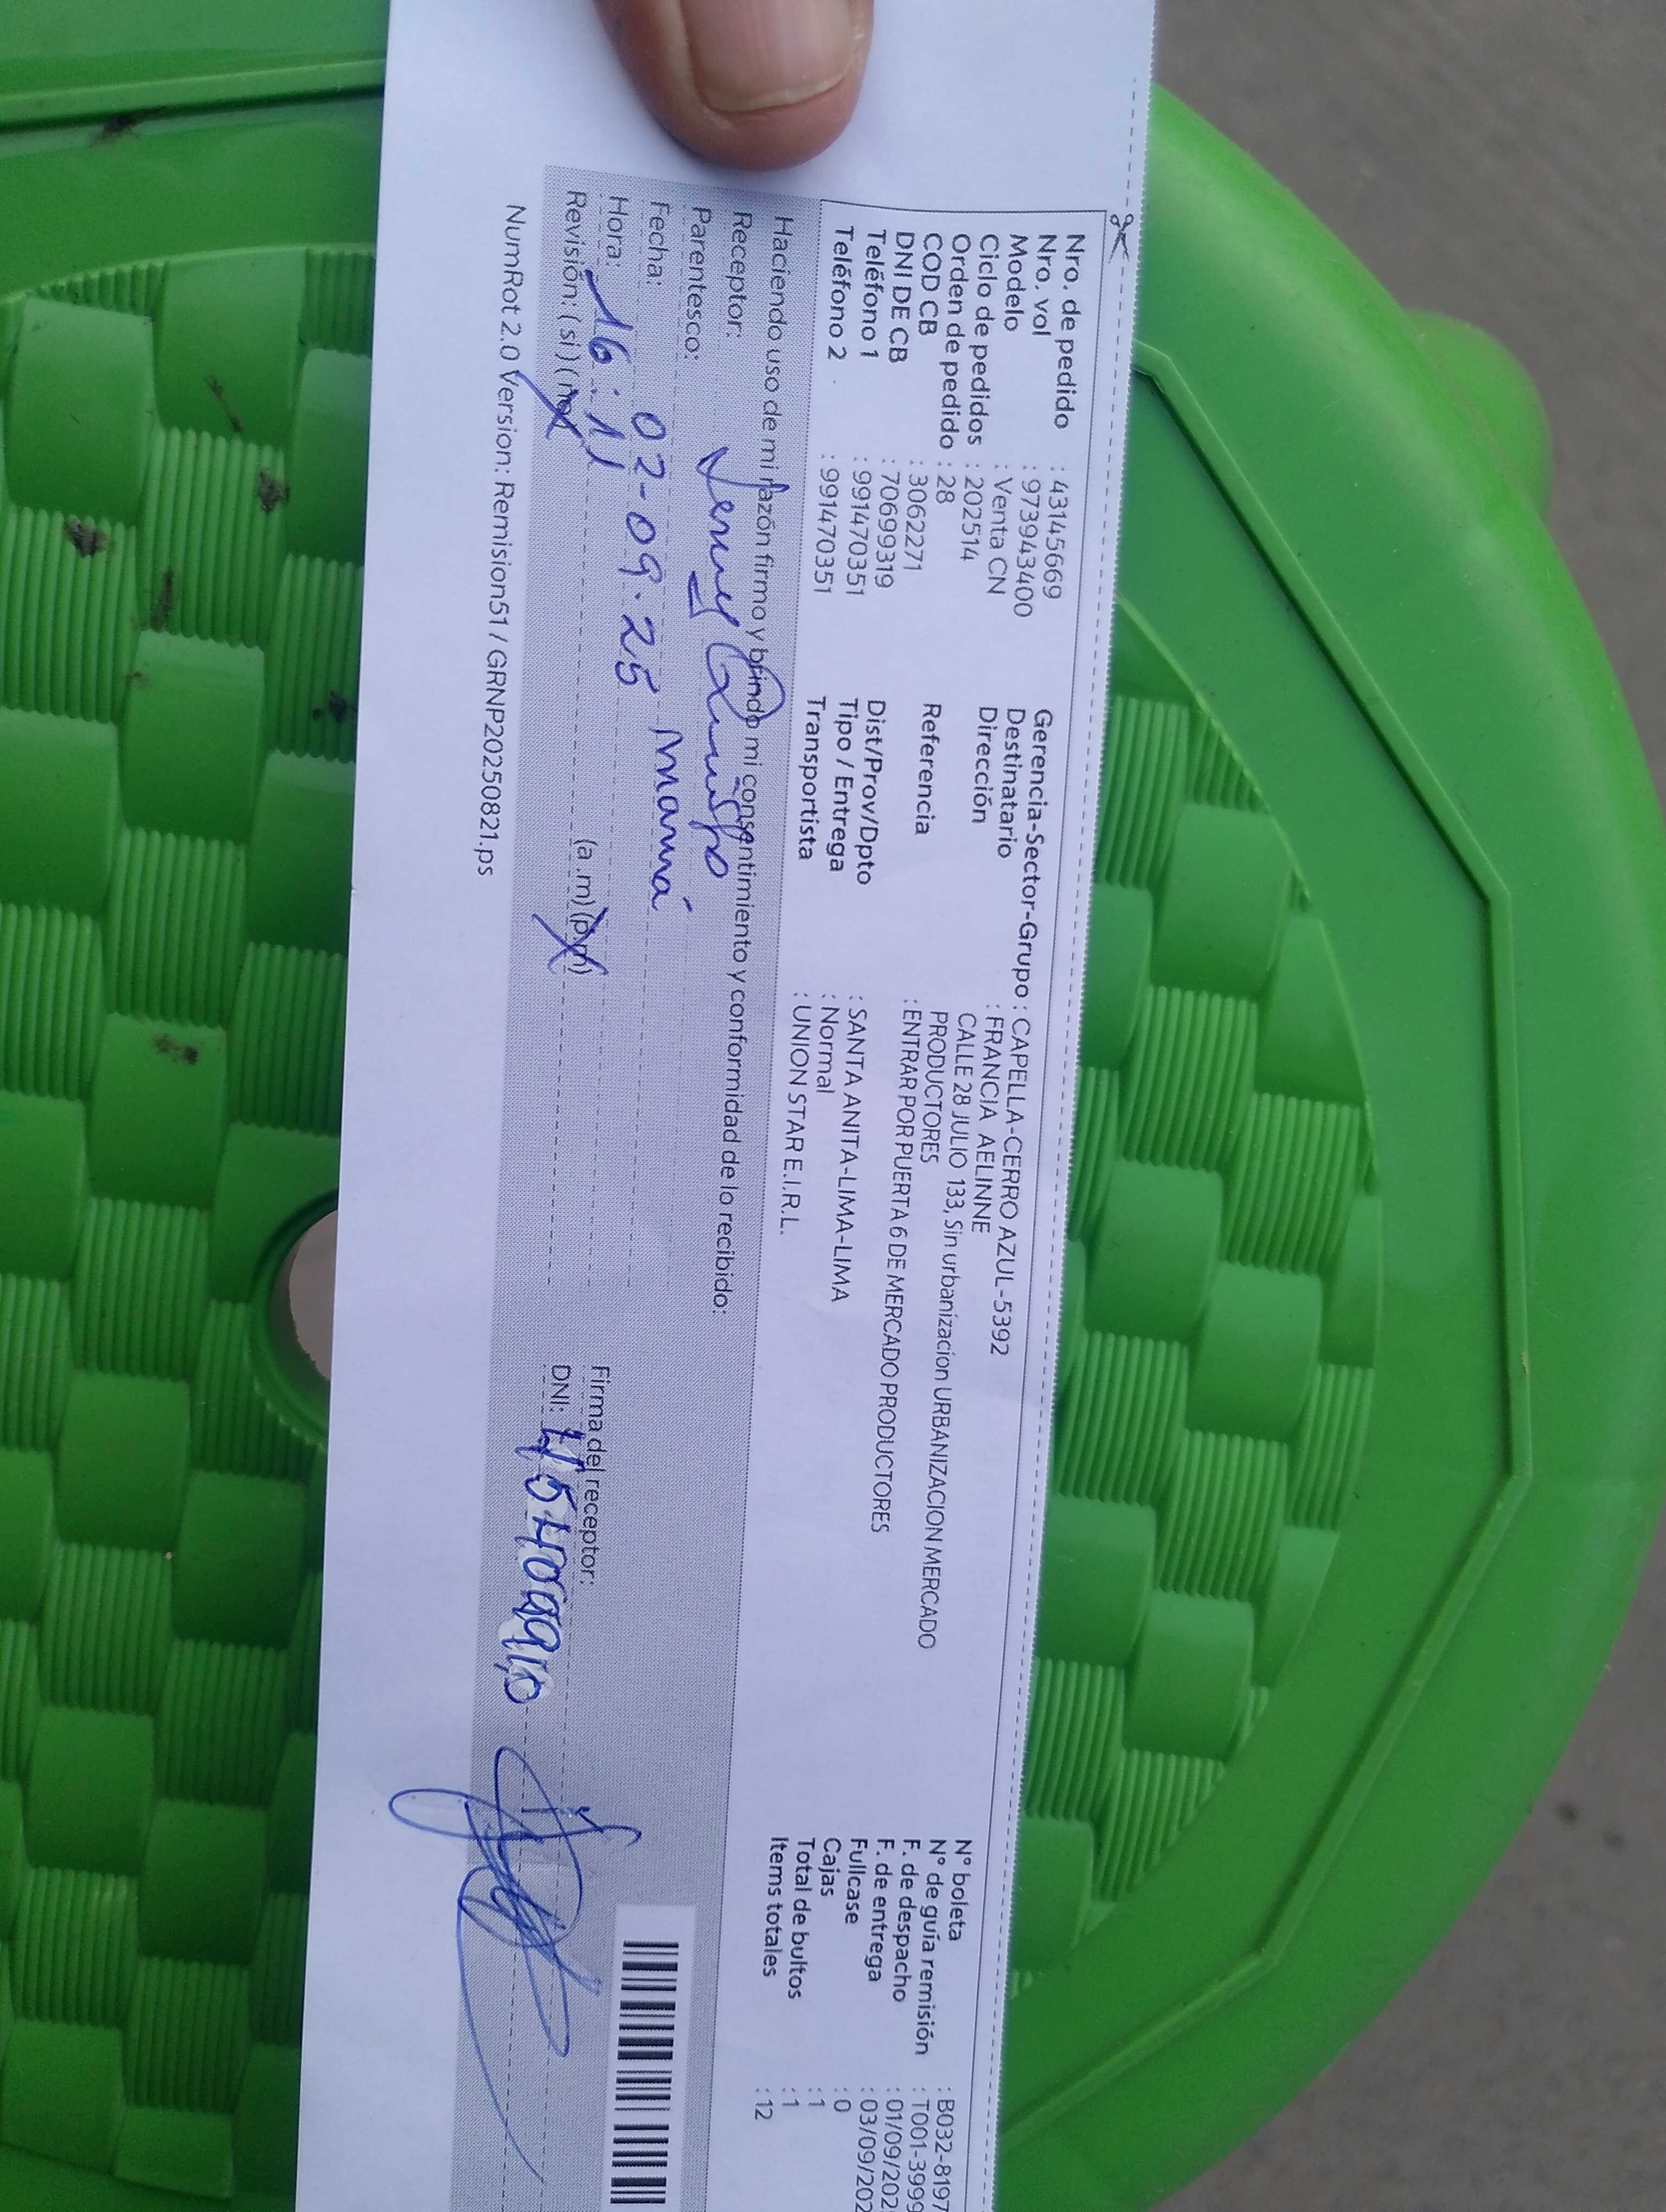 Nro. de pedido : 43145669
Nro. vol : 973943400
Modelo : Venta CN
Ciclo de pedidos : 202514
Orden de pedido : 28
COD CB : 3062271
DNI DE CB : 70699319
Teléfono 1 : 991470351
Teléfono 2 : 991470351
Gerencia-Sector-Grupo : CAPELLA-CERRO AZUL-5392
Destinatario : FRANCIA AELINNE
Dirección CALLE 28 JULIO 133, Sin urbanizacion URBANIZACION MERCADO
PRODUCTORES
Referencia : ENTRAR POR PUERTA 6 DE MERCADO PRODUCTORES
Dist/Prov/Dpto : SANTA ANITA-LIMA-LIMA
Tipo / Entrega : Normal
Transportista : UNION STAR E.I.R.L.
N° boleta : B032-8197
N° de guía remisión : T001-3999
F. de despacho : 01/09/202
F. de entrega : 03/09/202
Fullcase : 0
Cajas : 1
Total de bultos : 1
Items totales : 12
Haciendo uso de mi razón firmo y brindo mi consentimiento y conformidad de lo recibido:
Receptor:
Parentesco: mamá
Fecha: 02-09-25
Hora: 16:11 (a.m) (p.m)
Revisión: ( si ) ( no )
Firma del receptor:
DNI:
NumRot 2.0 Version: Remision51 / GRNP20250821.ps